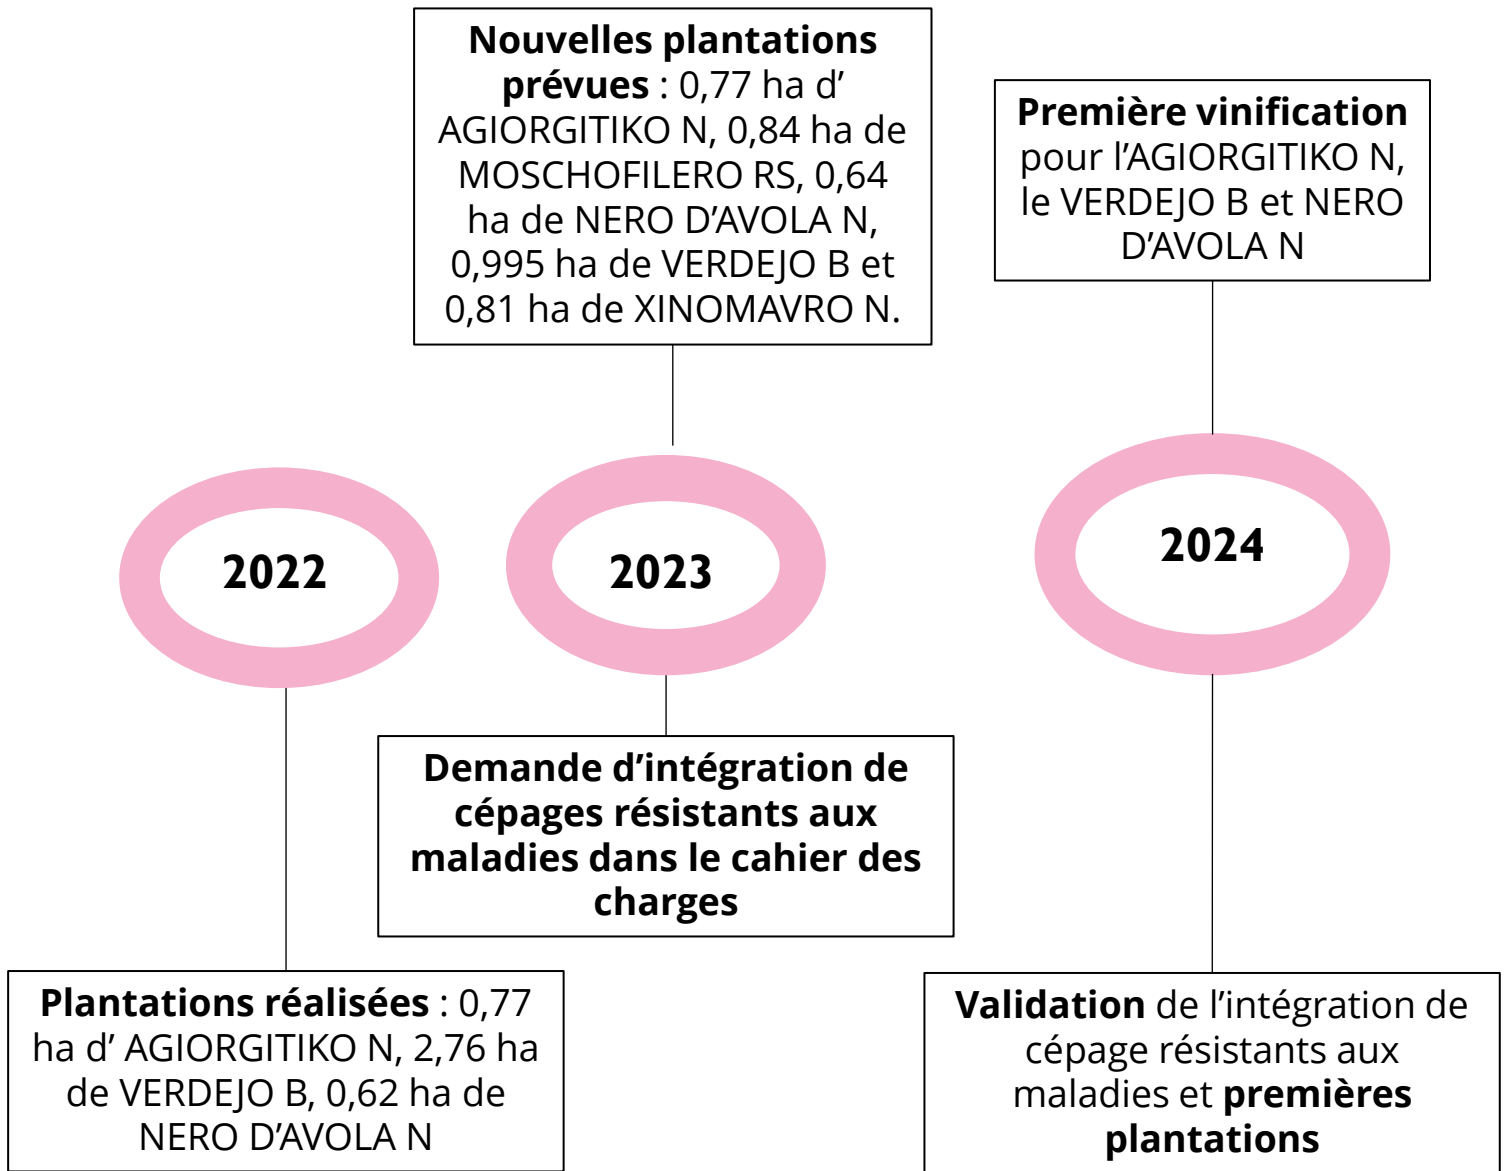 Nouvelles plantations
prévues : 0,77 ha d’
AGIORGITIKO N, 0,84 ha de
MOSCHOFILERO RS, 0,64
ha de NERO D’AVOLA N,
0,995 ha de VERDEJO B et
0,81 ha de XINOMAVRO N.
Première vinification
pour l’AGIORGITIKO N,
le VERDEJO B et NERO
D’AVOLA N
2022
2023
2024
Demande d’intégration de
cépages résistants aux
maladies dans le cahier des
charges
Plantations réalisées : 0,77
ha d’ AGIORGITIKO N, 2,76 ha
de VERDEJO B, 0,62 ha de
NERO D’AVOLA N
Validation de l’intégration de
cépage résistants aux
maladies et premières
plantations